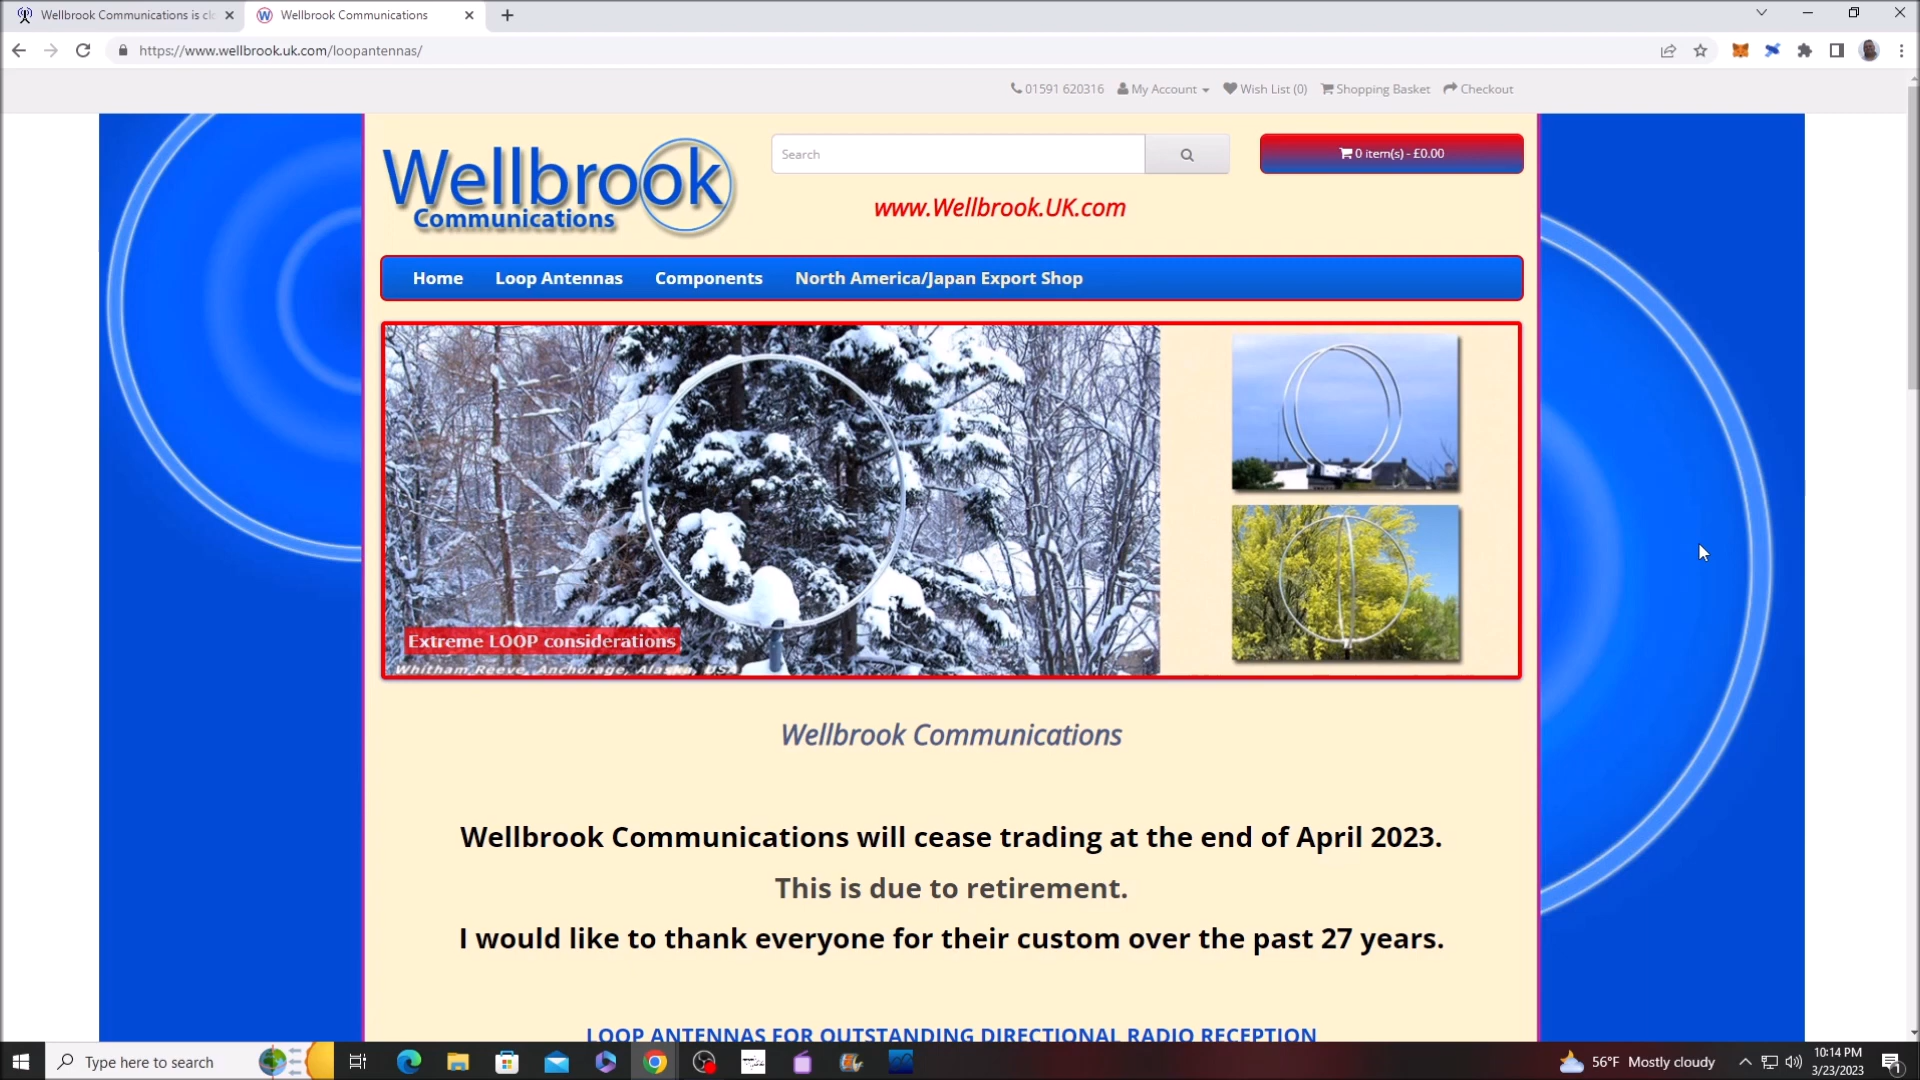 Wellbrook Communications is cl
Wellbrook Communications
https://www.wellbrook.uk.com/loopantennas/
01591 620316 My Account Wish List (0) Shopping Basket Checkout
Wellbrook
Communications
Search
0 item(s) - £0.00
www.Wellbrook.UK.com
Home Loop Antennas Components North America/Japan Export Shop
Extreme LOOP considerations
Whitham Reeve, Anchorage, Alaska, USA
Wellbrook Communications
Wellbrook Communications will cease trading at the end of April 2023.
This is due to retirement.
I would like to thank everyone for their custom over the past 27 years.
LOOP ANTENNAS FOR OUTSTANDING DIRECTIONAL RADIO RECEPTION
Type here to search
56°F Mostly cloudy
10:14 PM
3/23/2023
1